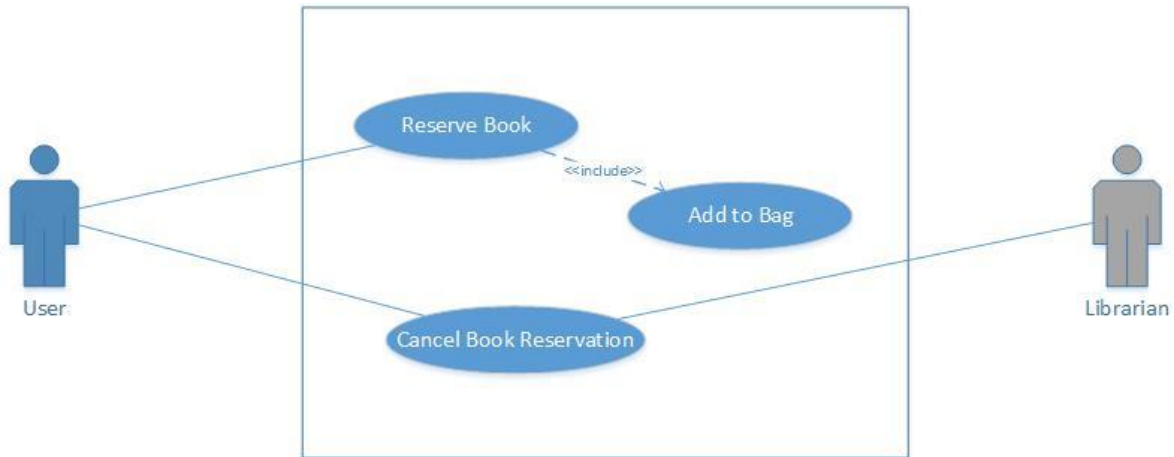 Reserve Book
<<include>>
Add to Bag
User
Librarian
Cancel Book Reservation